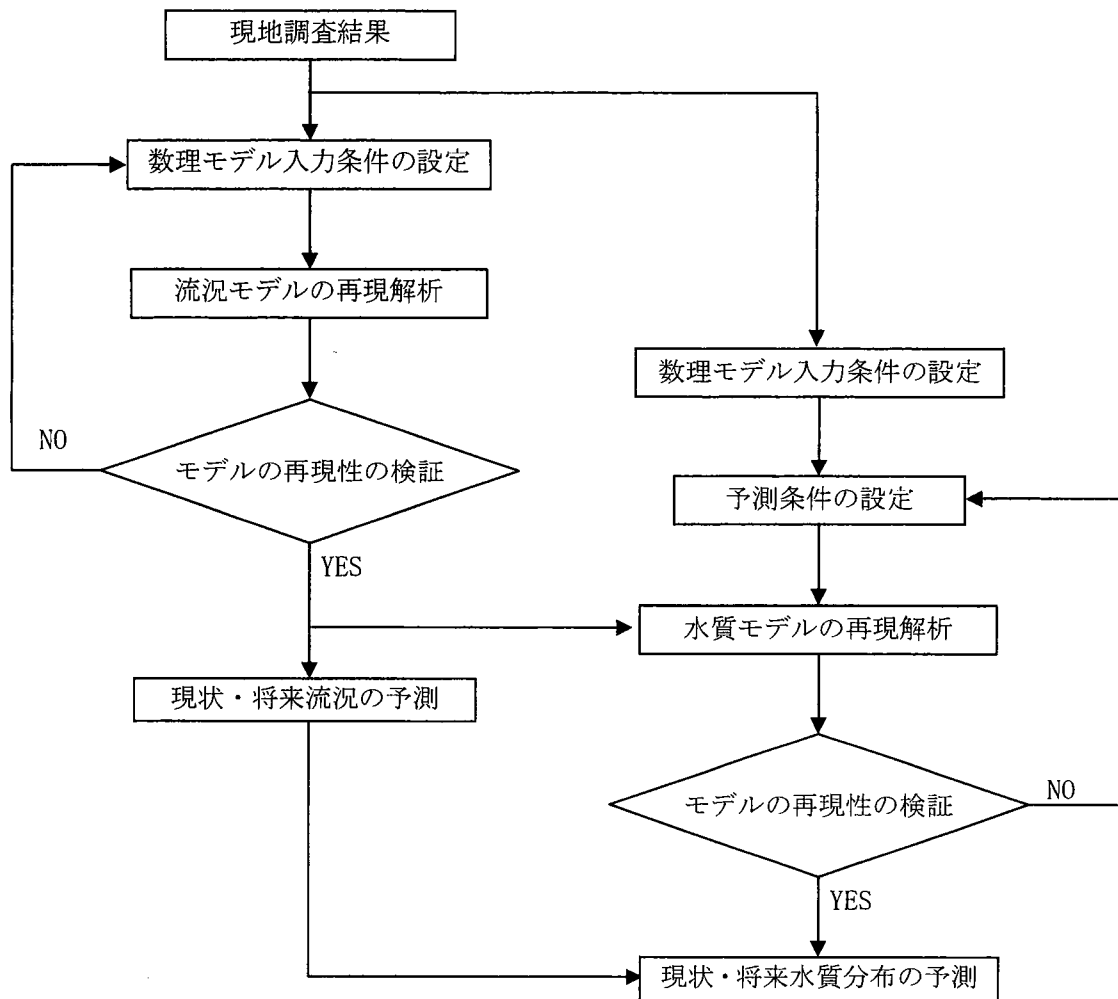 現地調査結果
数理モデル入力条件の設定
流況モデルの再現解析
数理モデル入力条件の設定
NO
モデルの再現性の検証
予測条件の設定
YES
水質モデルの再現解析
現状・将来流況の予測
モデルの再現性の検証
NO
YES
現状・将来水質分布の予測